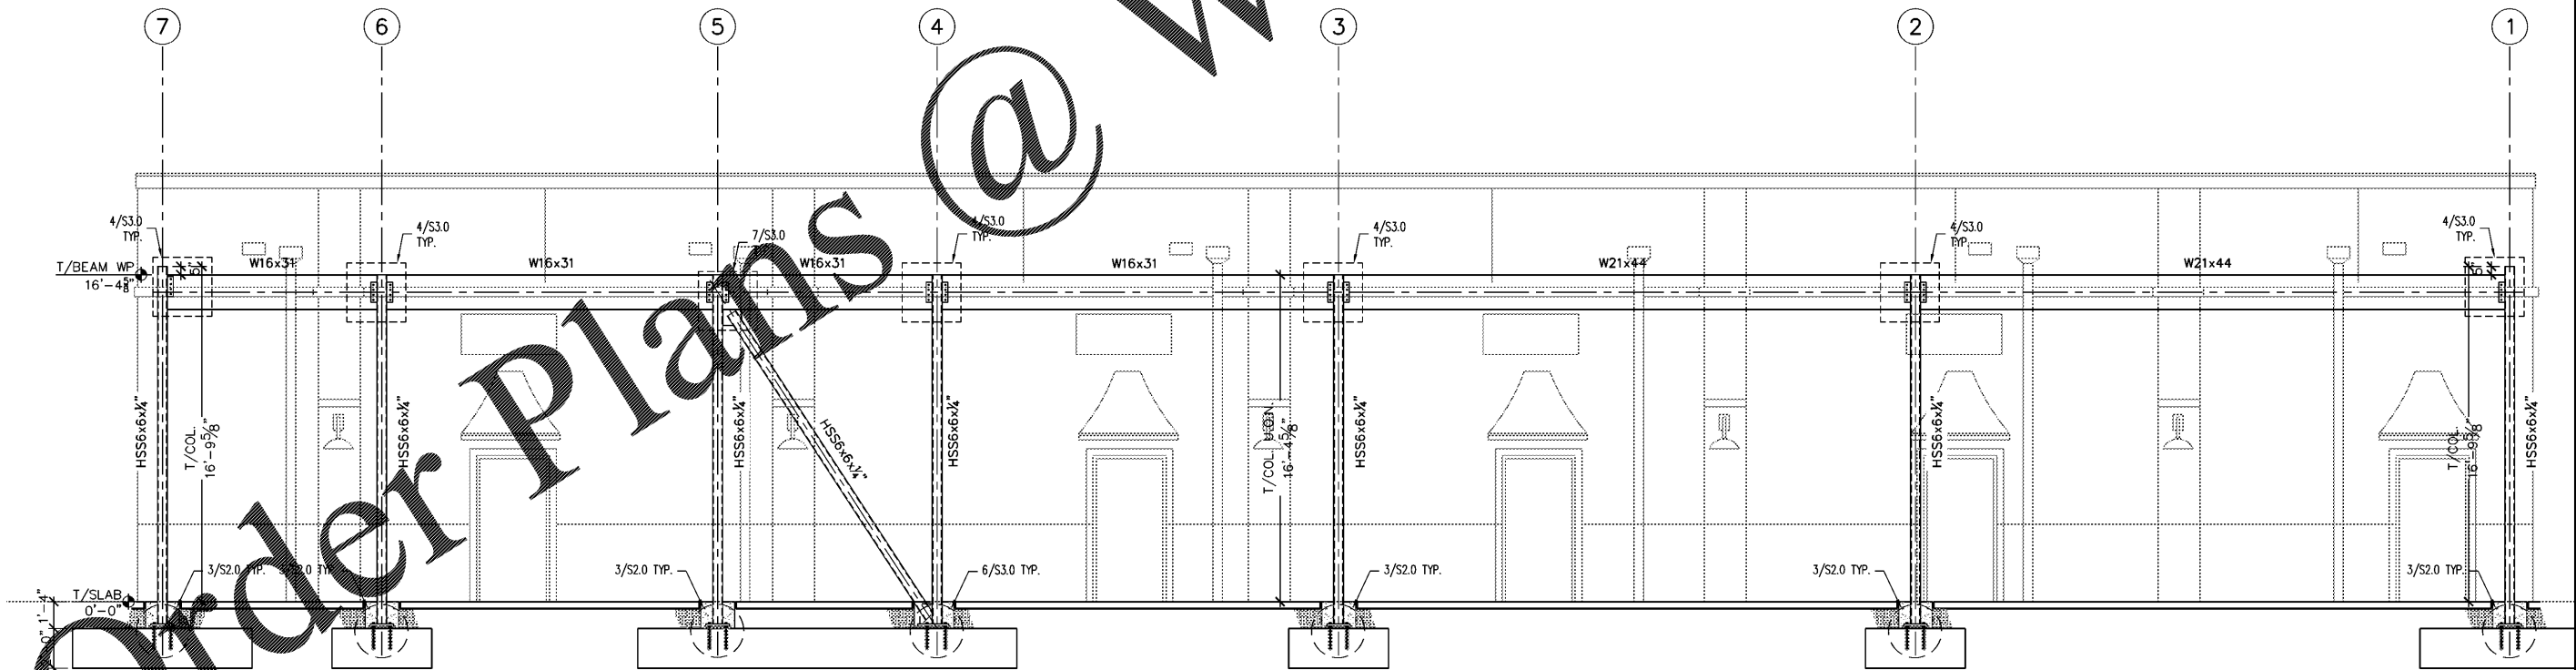 7
6
5
4
3
2
1
Order Plans @ W
4/S3.0
TYP.
4/S3.0
TYP.
7/S3.0
4/S3.0
TYP.
4/S3.0
TYP.
4/S3.0
TYP.
4/S3.0
TYP.
T/BEAM WP
5"
W16x31
W16x31
W16x31
W16x31
W21x44
W21x44
5"
HSS6x6x¼"
T/COL.
16'-9⅝"
HSS6x6x¼"
HSS6x6x¼"
HSS6x6x¼"
HSS6x6x¼"
T/COL. U.O.N.
16'-4⅝"
HSS6x6x¼"
HSS6x6x¼"
T/COL.
16'-9⅝"
HSS6x6x¼"
3/S2.0 TYP.
3/S2.0 TYP.
6/S3.0 TYP.
3/S2.0 TYP.
3/S2.0 TYP.
3/S2.0 TYP.
T/SLAB
0'-0"
1'-4"